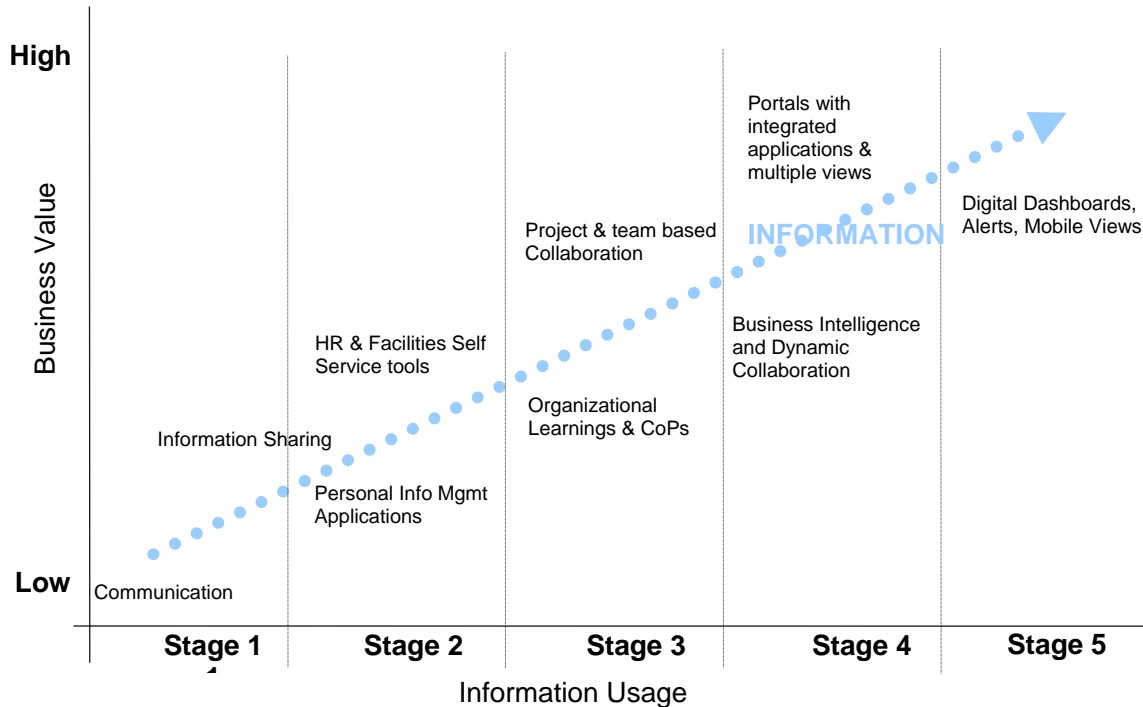 High
Portals with
integrated
applications &
multiple views
Business Value
Digital Dashboards,
Alerts, Mobile Views
Project & team based
Collaboration
INFORMATION
HR & Facilities Self
Service tools
Business Intelligence
and Dynamic
Collaboration
Organizational
Learnings & CoPs
Information Sharing
Personal Info Mgmt
Applications
Low
Communication
Stage 1
Stage 2
Stage 3
Stage 4
Stage 5
Information Usage